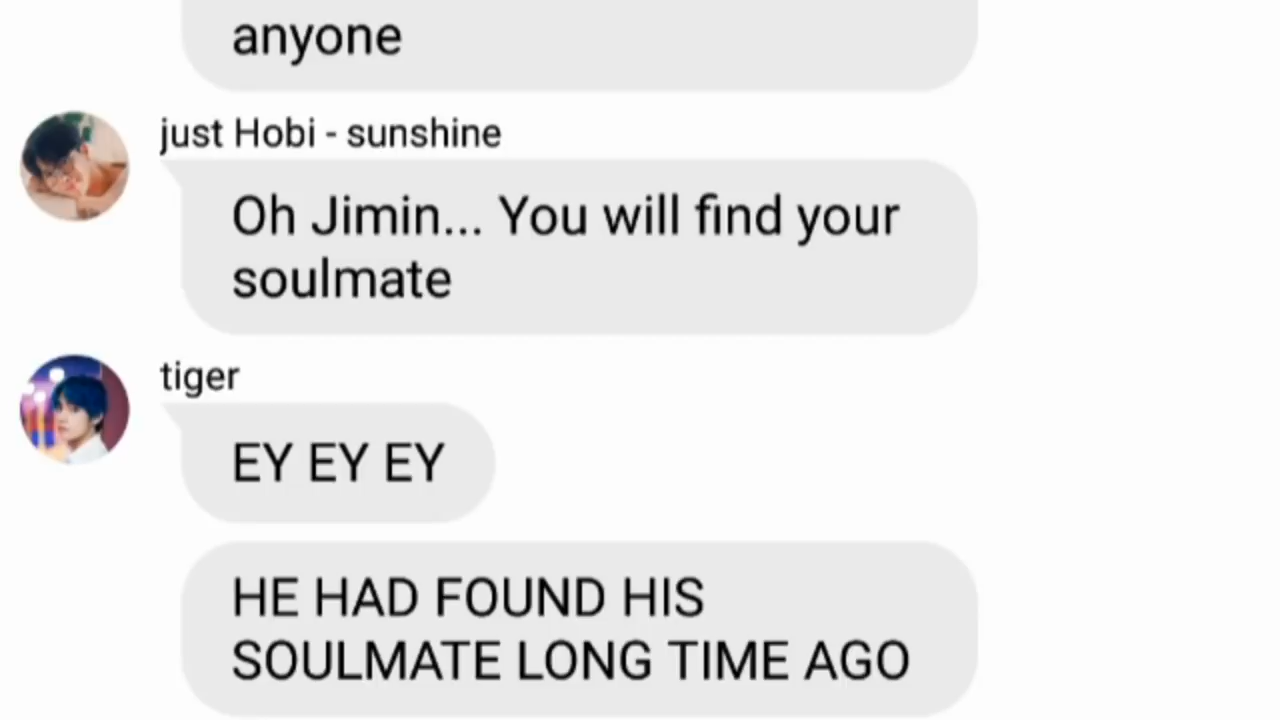 anyone
just Hobi - sunshine
Oh Jimin... You will find your
soulmate
tiger
EY EY EY
HE HAD FOUND HIS
SOULMATE LONG TIME AGO